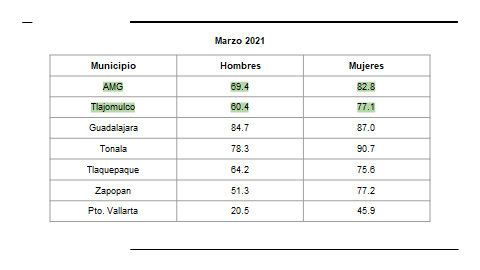 Marzo 2021
Municipio Hombres Mujeres
AMG 69.4 82.8
Tlajomulco 60.4 77.1
Guadalajara 84.7 87.0
Tonala 78.3 90.7
Tlaquepaque 64.2 75.6
Zapopan 51.3 77.2
Pto. Vallarta 20.5 45.9